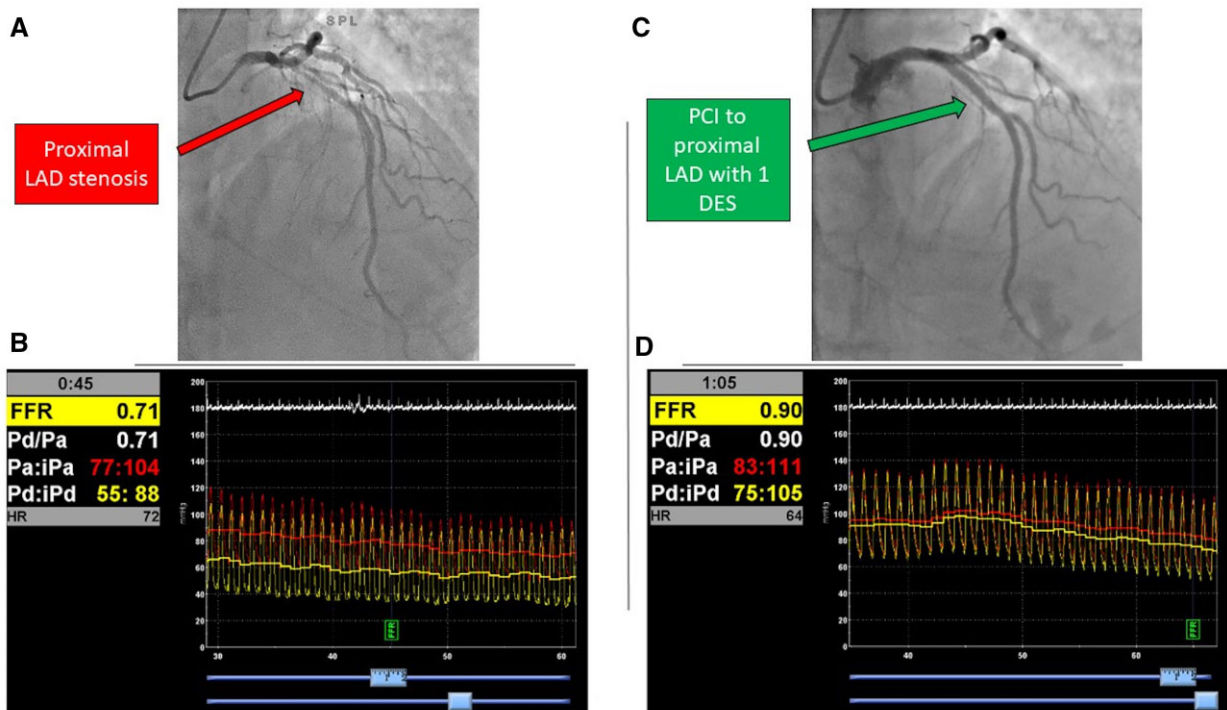 A
SPL
Proximal
LAD stenosis
B
0:45
FFR 0.71
Pd/Pa 0.71
Pa:iPa 77:104
Pd:iPd 55: 88
HR 72
200
180
160
140
120
100
80
60
40
20
0
mmHg
FFR
30 40 50 60
C
PCI to
proximal
LAD with 1
DES
D
1:05
FFR 0.90
Pd/Pa 0.90
Pa:iPa 83:111
Pd:iPd 75:105
HR 64
200
180
160
140
120
100
80
60
40
20
0
mmHg
FFR
40 50 60